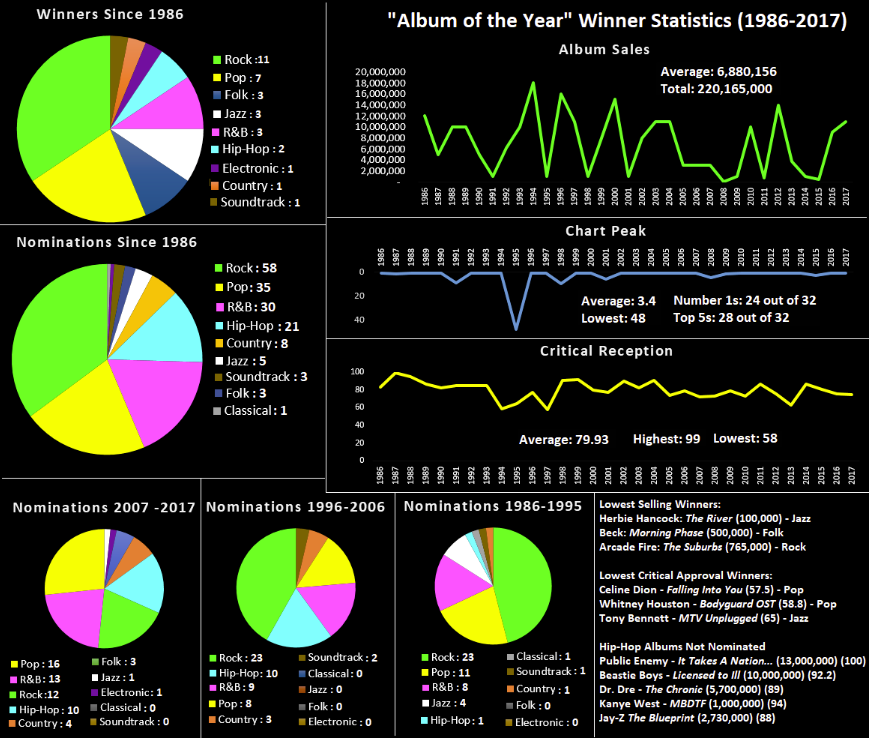 "Album of the Year" Winner Statistics (1986-2017)
Winners Since 1986
Rock :11
Pop : 7
Folk : 3
Jazz : 3
R&B : 3
Hip-Hop : 2
Electronic : 1
Country : 1
Soundtrack : 1
Album Sales
Average: 6,880,156
Total: 220,165,000
20,000,000
18,000,000
16,000,000
14,000,000
12,000,000
10,000,000
8,000,000
6,000,000
4,000,000
2,000,000
-
1986 1987 1988 1989 1990 1991 1992 1993 1994 1995 1996 1997 1998 1999 2000 2001 2002 2003 2004 2005 2006 2007 2008 2009 2010 2011 2012 2013 2014 2015 2016 2017
Nominations Since 1986
Rock : 58
Pop : 35
R&B : 30
Hip-Hop : 21
Country : 8
Jazz : 5
Soundtrack : 3
Folk : 3
Classical : 1
Chart Peak
1986 1987 1988 1989 1990 1991 1992 1993 1994 1995 1996 1997 1998 1999 2000 2001 2002 2003 2004 2005 2006 2007 2008 2009 2010 2011 2012 2013 2014 2015 2016 2017
0
20
40
Average: 3.4 Number 1s: 24 out of 32
Lowest: 48 Top 5s: 28 out of 32
Critical Reception
100
80
60
40
20
0
Average: 79.93 Highest: 99 Lowest: 58
1986 1987 1988 1989 1990 1991 1992 1993 1994 1995 1996 1997 1998 1999 2000 2001 2002 2003 2004 2005 2006 2007 2008 2009 2010 2011 2012 2013 2014 2015 2016 2017
Nominations 2007 -2017
Pop : 16
R&B : 13
Rock :12
Hip-Hop : 10
Country : 4
Folk : 3
Jazz : 1
Electronic : 1
Classical : 0
Soundtrack : 0
Nominations 1996-2006
Rock : 23
Hip-Hop : 10
R&B : 9
Pop : 8
Country : 3
Soundtrack : 2
Classical : 0
Jazz : 0
Folk : 0
Electronic : 0
Nominations 1986-1995
Rock : 23
Pop : 11
R&B : 8
Jazz : 4
Hip-Hop : 1
Classical : 1
Soundtrack : 1
Country : 1
Folk : 0
Electronic : 0
Lowest Selling Winners:
Herbie Hancock: The River (100,000) - Jazz
Beck: Morning Phase (500,000) - Folk
Arcade Fire: The Suburbs (765,000) - Rock
Lowest Critical Approval Winners:
Celine Dion - Falling Into You (57.5) - Pop
Whitney Houston - Bodyguard OST (58.8) - Pop
Tony Bennett - MTV Unplugged (65) - Jazz
Hip-Hop Albums Not Nominated
Public Enemy - It Takes A Nation... (13,000,000) (100)
Beastie Boys - Licensed to Ill (10,000,000) (92.2)
Dr. Dre - The Chronic (5,700,000) (89)
Kanye West - MBDTF (1,000,000) (94)
Jay-Z The Blueprint (2,730,000) (88)